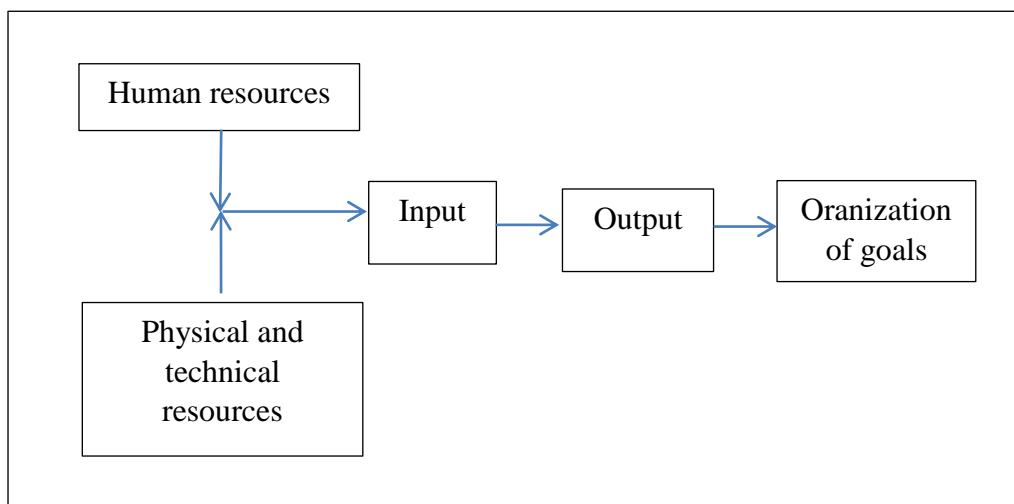 Human resources
Input
Output
Oranization
of goals
Physical and
technical
resources